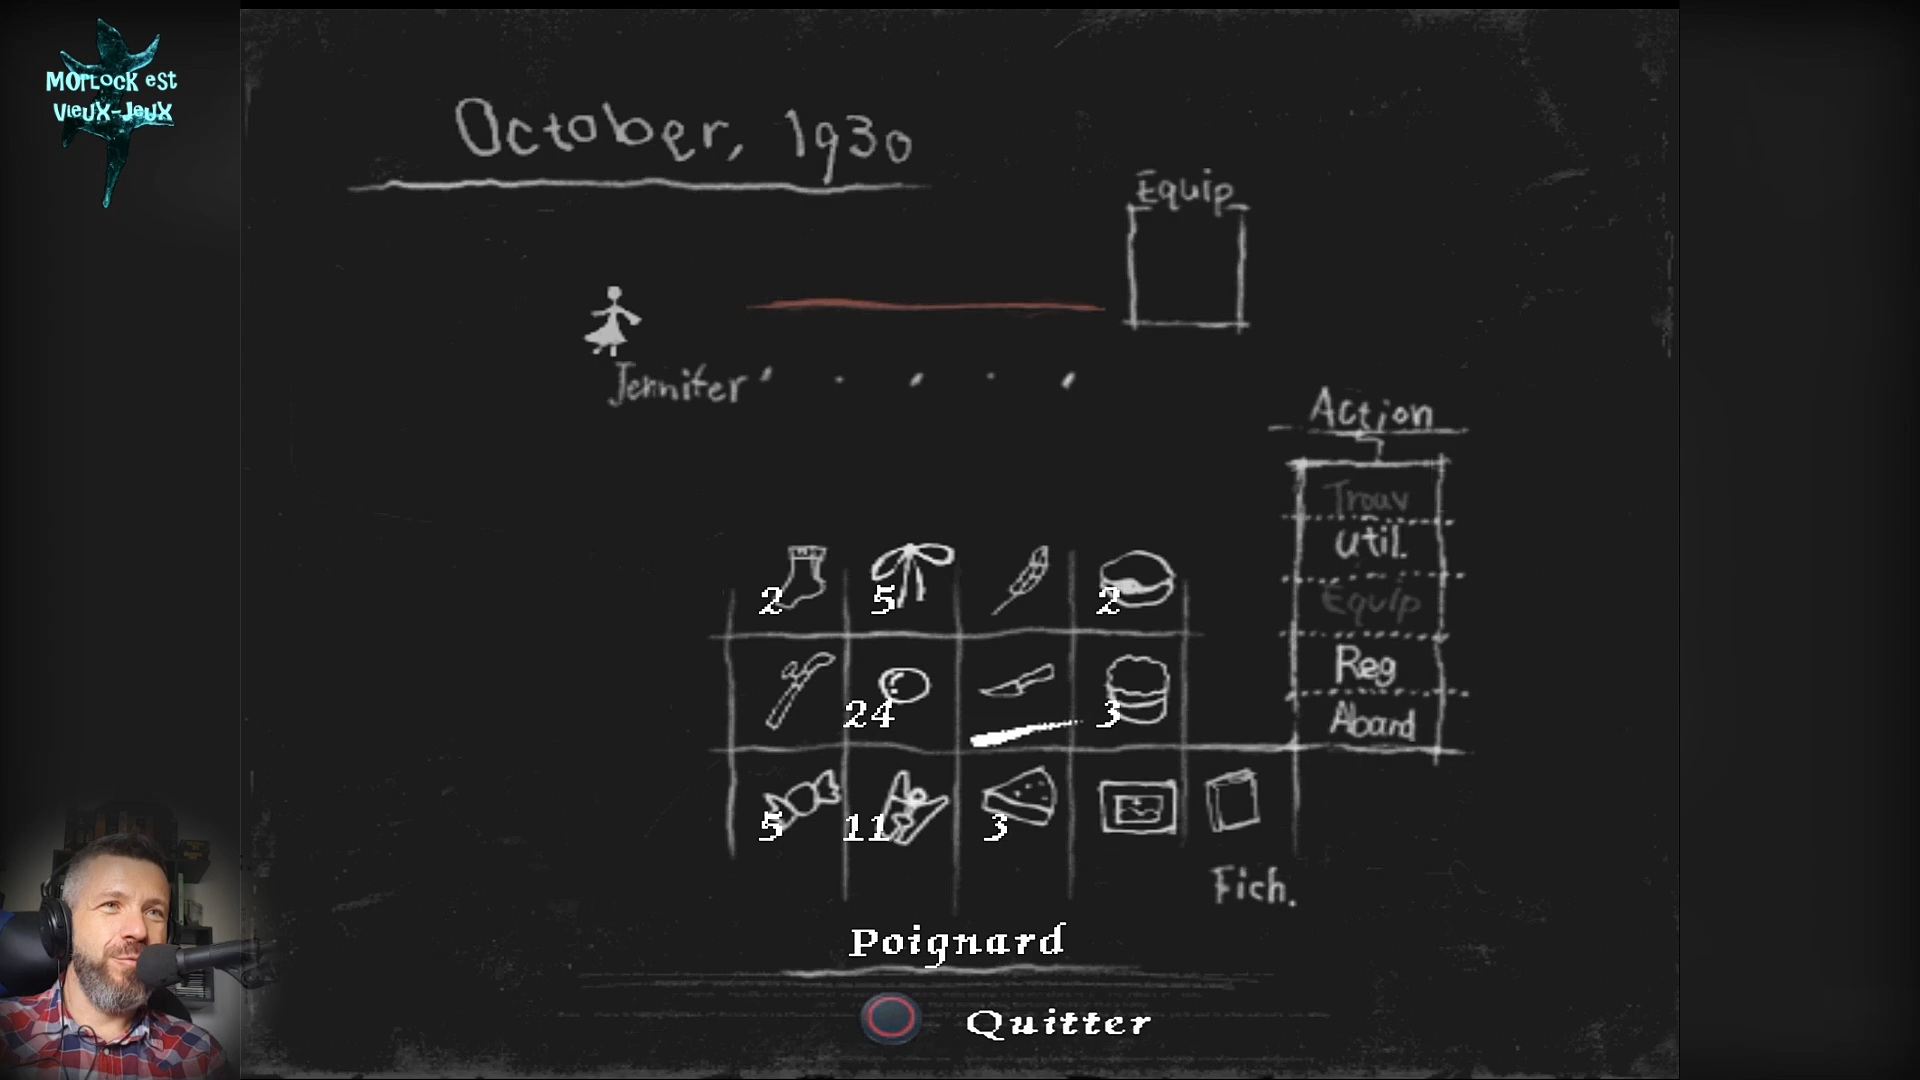 Morlock est
Vieux-Jeux
October, 1930
Equip
Jennifer
Action
Trouv
Util.
Equip
Reg
Aband
2
5
2
24
3
5
11
3
Fich.
Poignard
Quitter